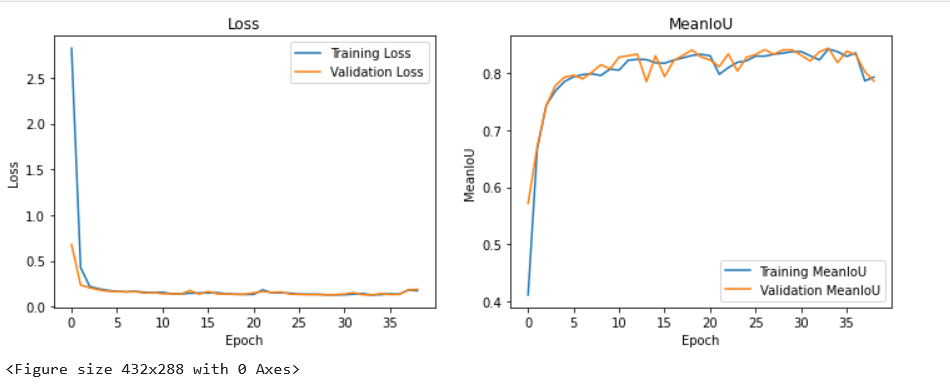 Loss
2.5
2.0
1.5
1.0
0.5
0.0
Loss
Training Loss
Validation Loss
0 5 10 15 20 25 30 35
Epoch
MeanIoU
0.8
0.7
0.6
0.5
0.4
MeanIoU
Training MeanIoU
Validation MeanIoU
0 5 10 15 20 25 30 35
Epoch
<Figure size 432x288 with 0 Axes>